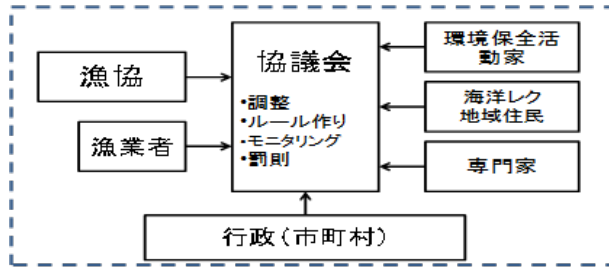 漁協
漁業者
協議会
•調整
•ルール作り
•モニタリング
•罰則
環境保全活
動家
海洋レク
地域住民
専門家
行政(市町村)